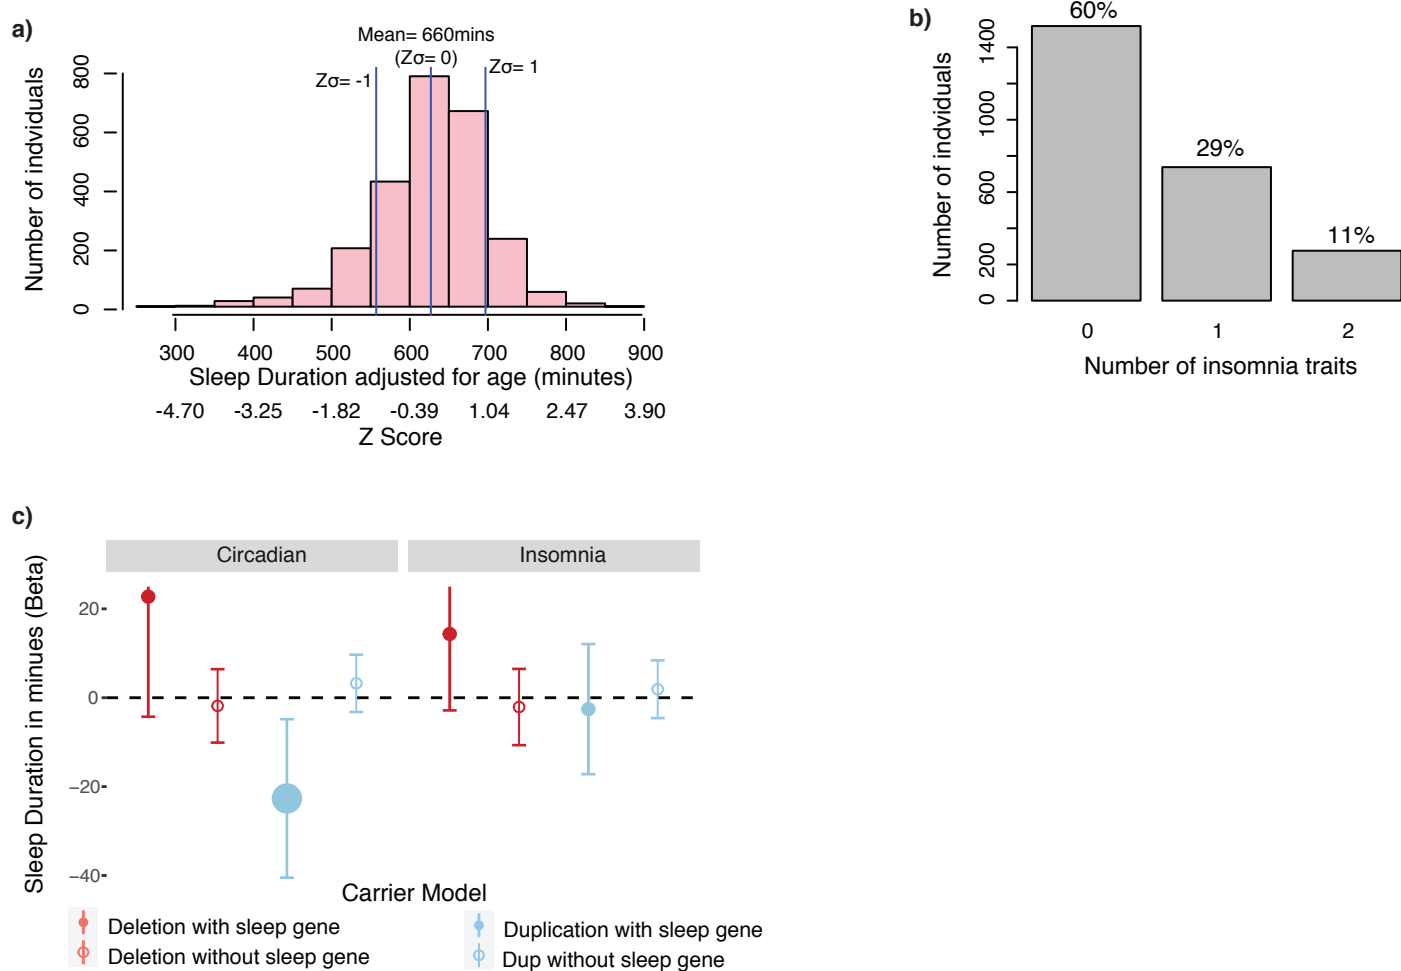 a)
Mean= 660mins
(Zσ= 0)
Zσ= -1
Zσ= 1
Number of indviduals
800
600
400
200
0
300 400 500 600 700 800 900
Sleep Duration adjusted for age (minutes)
-4.70 -3.25 -1.82 -0.39 1.04 2.47 3.90
Z Score
b)
60%
29%
11%
Number of indviduals
1400
1000
600
200
0
0 1 2
Number of insomnia traits
c)
Circadian Insomnia
Sleep Duration in minues (Beta)
20
0
−20
−40
Carrier Model
Deletion with sleep gene
Deletion without sleep gene
Duplication with sleep gene
Dup without sleep gene